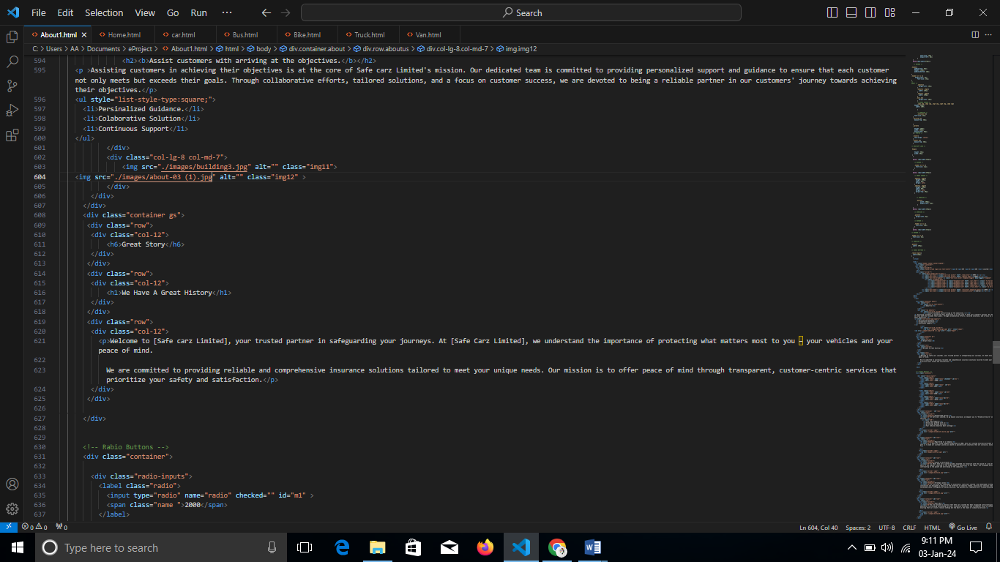 File Edit Selection View Go Run ··· Search
About1.html Home.html car.html Bus.html Bike.html Truck.html Van.html
C: > Users > AA > Documents > eProject > About1.html > html > body > div.container.about > div.row.aboutus > div.col-lg-8.col-md-7 > img.img12
594 <h2><b>Assist customers with arriving at the objectives.</b></h2>
595 <p >Assisting customers in achieving their objectives is at the core of Safe carz Limited's mission. Our dedicated team is committed to providing personalized support and guidance to ensure that each customer
not only meets but exceeds their goals. Through collaborative efforts, tailored solutions, and a focus on customer success, we are devoted to being a reliable partner in our customers' journey towards achieving
their objectives.</p>
596 <ul style="list-style-type:square;">
597 <li>Persinalized Guidance.</li>
598 <li>Colaborative Solution</li>
599 <li>Continuous Support</li>
600 </ul>
601 </div>
602 <div class="col-lg-8 col-md-7">
603 <img src="./images/building3.jpg" alt="" class="img11">
604 <img src="./images/about-03 (1).jpg" alt="" class="img12" >
605 </div>
606 </div>
607 </div>
608 <div class="container gs">
609 <div class="row">
610 <div class="col-12">
611 <h6>Great Story</h6>
612 </div>
613 </div>
614 <div class="row">
615 <div class="col-12">
616 <h1>We Have A Great History</h1>
617 </div>
618 </div>
619 <div class="row">
620 <div class="col-12">
621 <p>Welcome to [Safe carz Limited], your trusted partner in safeguarding your journeys. At [Safe Carz Limited], we understand the importance of protecting what matters most to you – your vehicles and your
peace of mind.
622
623 We are committed to providing reliable and comprehensive insurance solutions tailored to meet your unique needs. Our mission is to offer peace of mind through transparent, customer-centric services that
prioritize your safety and satisfaction.</p>
624 </div>
625 </div>
626
627 </div>
628
629
630 <!-- Rabio Buttons -->
631 <div class="container">
632
633 <div class="radio-inputs">
634 <label class="radio">
635 <input type="radio" name="radio" checked="" id="m1" >
636 <span class="name ">2000</span>
637 </label>
0 0 0 Ln 604, Col 40 Spaces: 2 UTF-8 CRLF HTML Go Live
Type here to search
9:11 PM
03-Jan-24